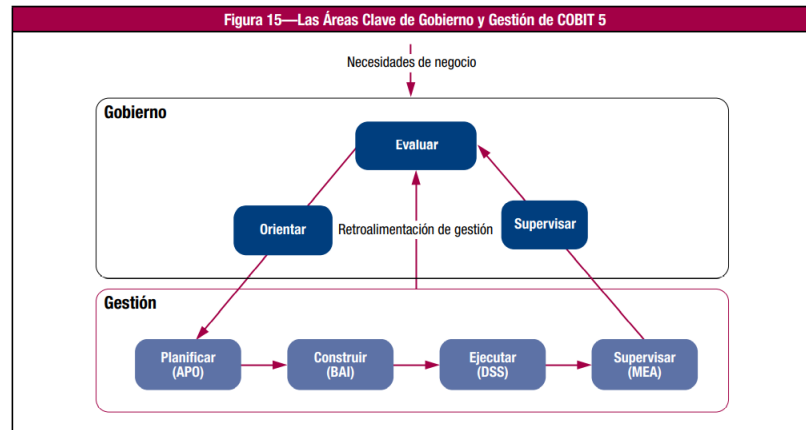 Figura 15—Las Áreas Clave de Gobierno y Gestión de COBIT 5
Necesidades de negocio
Gobierno
Evaluar
Orientar
Retroalimentación de gestión
Supervisar
Gestión
Planificar
(APO)
Construir
(BAI)
Ejecutar
(DSS)
Supervisar
(MEA)